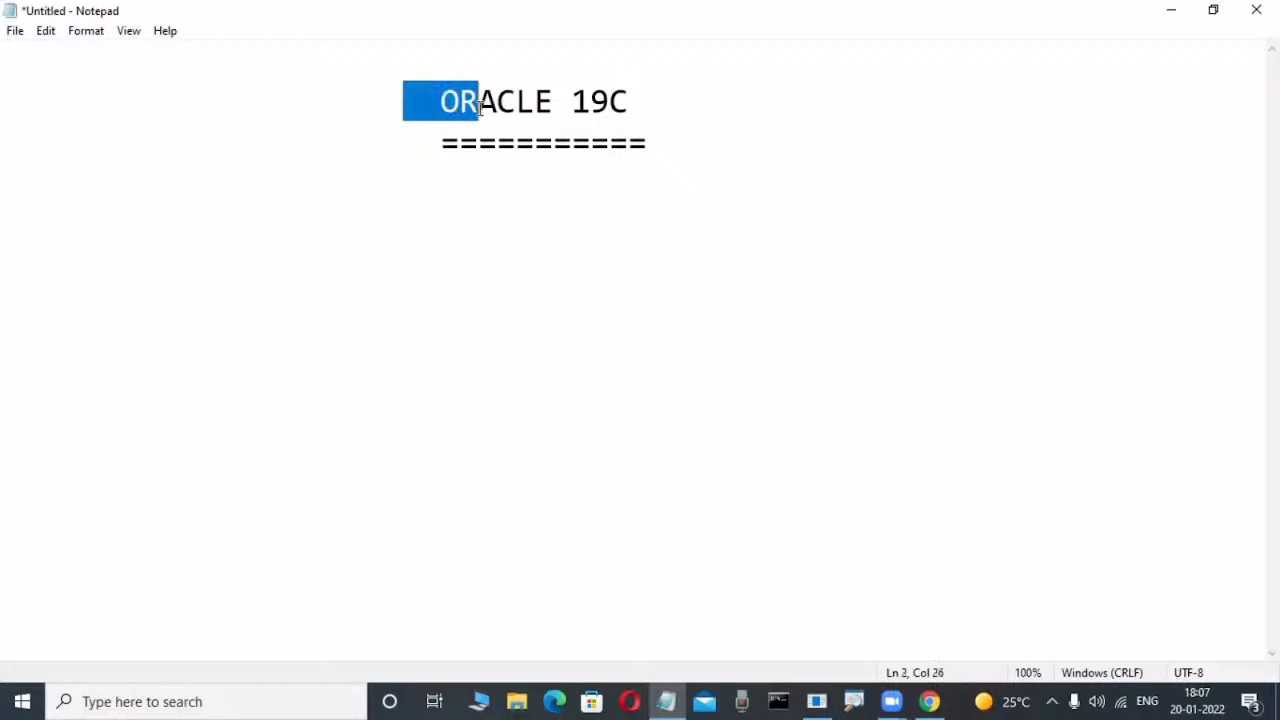 *Untitled - Notepad
File Edit Format View Help
ORACLE 19C
===========
Ln 2, Col 26 100% Windows (CRLF) UTF-8
Type here to search
25°C ENG
18:07
20-01-2022
3